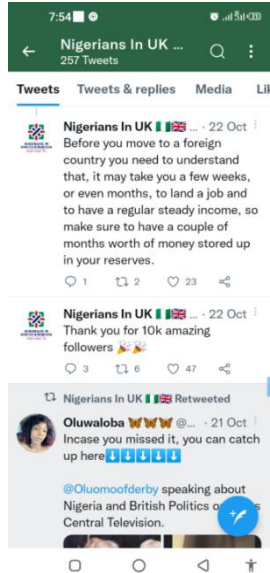 7:54
Nigerians In UK ...
257 Tweets
Tweets Tweets & replies Media Li
Nigerians In UK 🇳🇬🇬🇧 ... · 22 Oct
Before you move to a foreign
country you need to understand
that, it may take you a few weeks,
or even months, to land a job and
to have a regular steady income, so
make sure to have a couple of
months worth of money stored up
in your reserves.
1 2 23
Nigerians In UK 🇳🇬🇬🇧 ... · 22 Oct
Thank you for 10k amazing
followers 🎉🎉
3 6 47
Nigerians In UK 🇳🇬🇬🇧 Retweeted
Oluwaloba 🦋🦋🦋 @... · 21 Oct
Incase you missed it, you can catch
up here⬇️⬇️⬇️⬇️⬇️
@Oluomoofderby speaking about
Nigeria and British Politics o
Central Television.